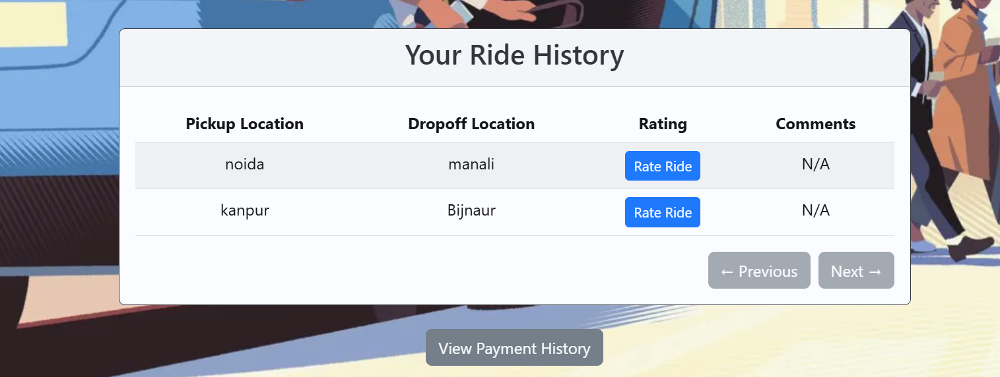 Your Ride History
Pickup Location Dropoff Location Rating Comments
noida manali Rate Ride N/A
kanpur Bijnaur Rate Ride N/A
← Previous Next →
View Payment History